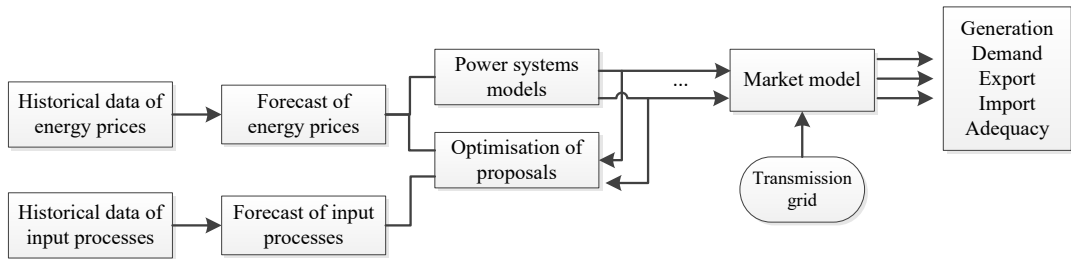 Historical data of
energy prices
Forecast of
energy prices
Power systems
models
...
Market model
Generation
Demand
Export
Import
Adequacy
Optimisation of
proposals
Transmission
grid
Historical data of
input processes
Forecast of input
processes